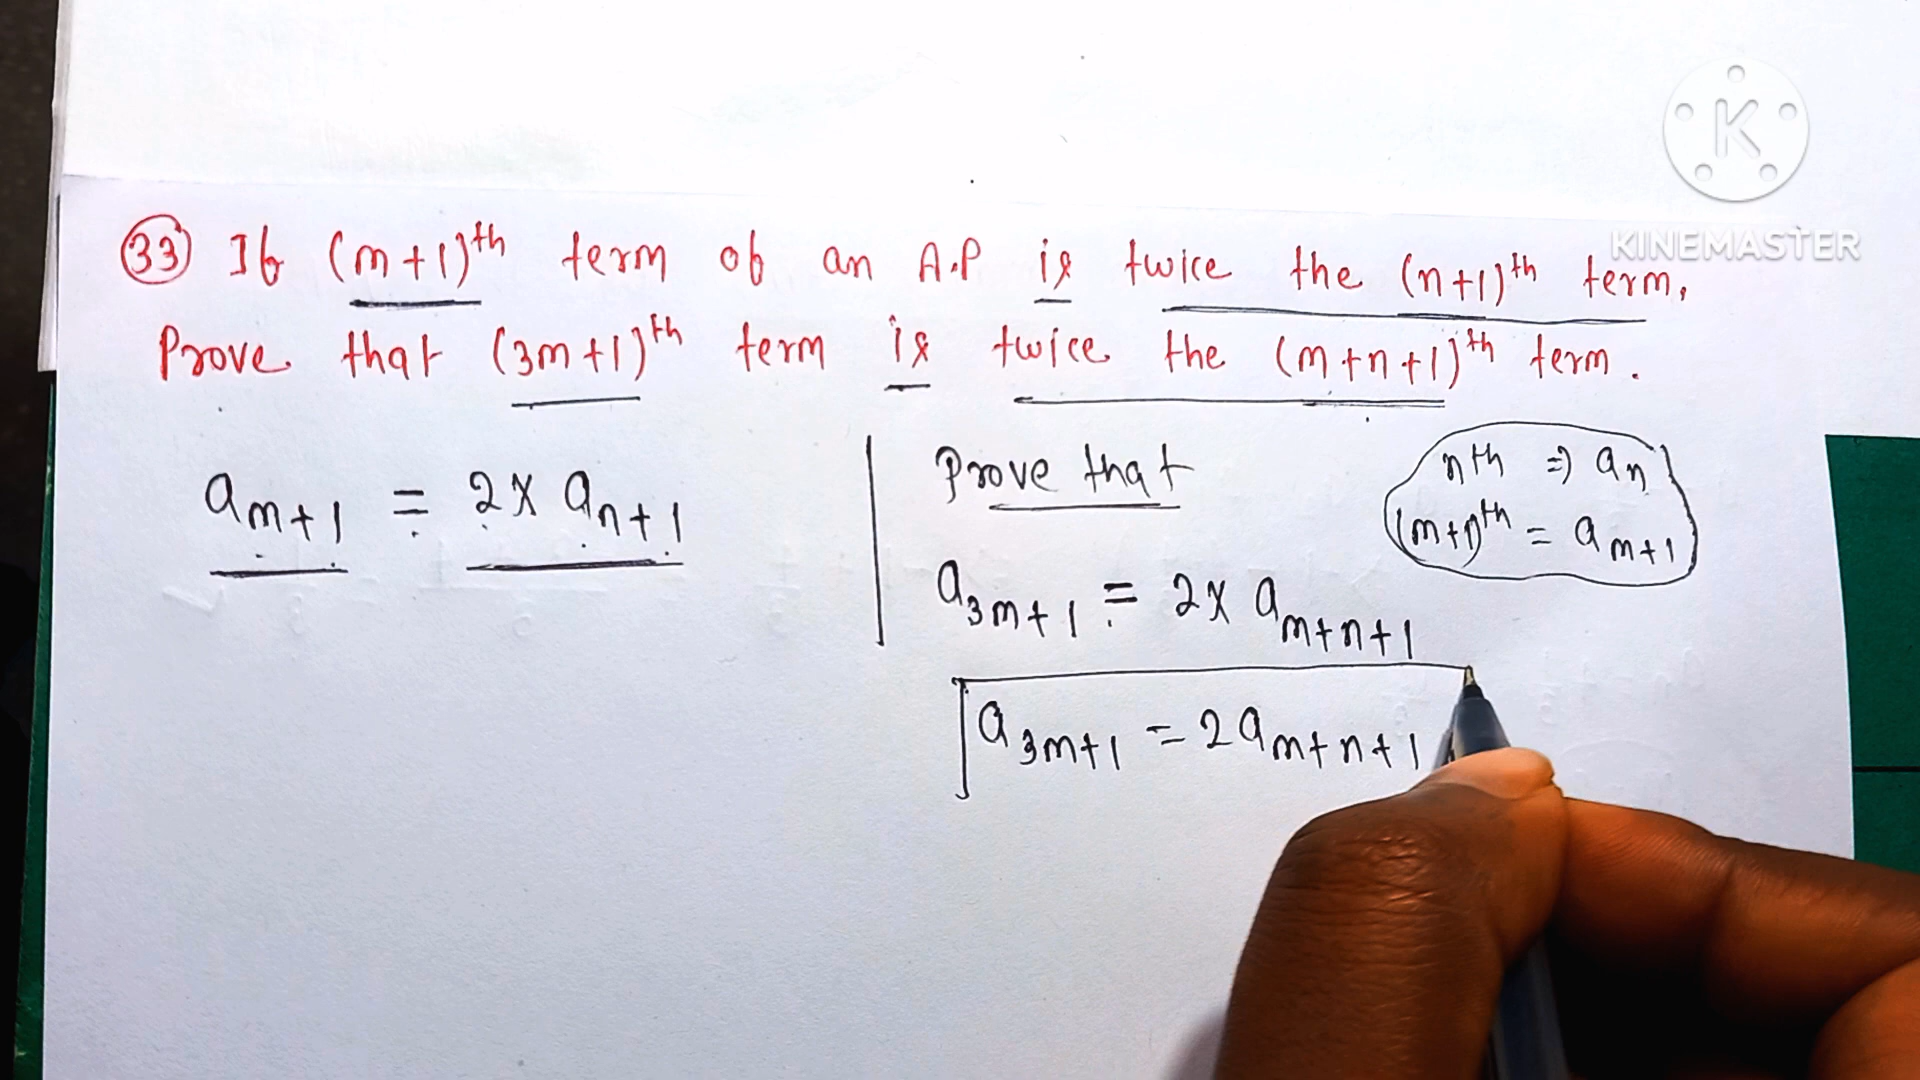 K
KINEMASTER
(33) If (m+1)^th term of an A.P is twice the (n+1)^th term,
Prove that (3m+1)^th term is twice the (m+n+1)^th term.
a_{m+1} = 2 x a_{n+1}
Prove that
a_{3m+1} = 2 x a_{m+n+1}
a_{3m+1} = 2a_{m+n+1}
n^th ⇒ a_n
(m+1)^th = a_{m+1}